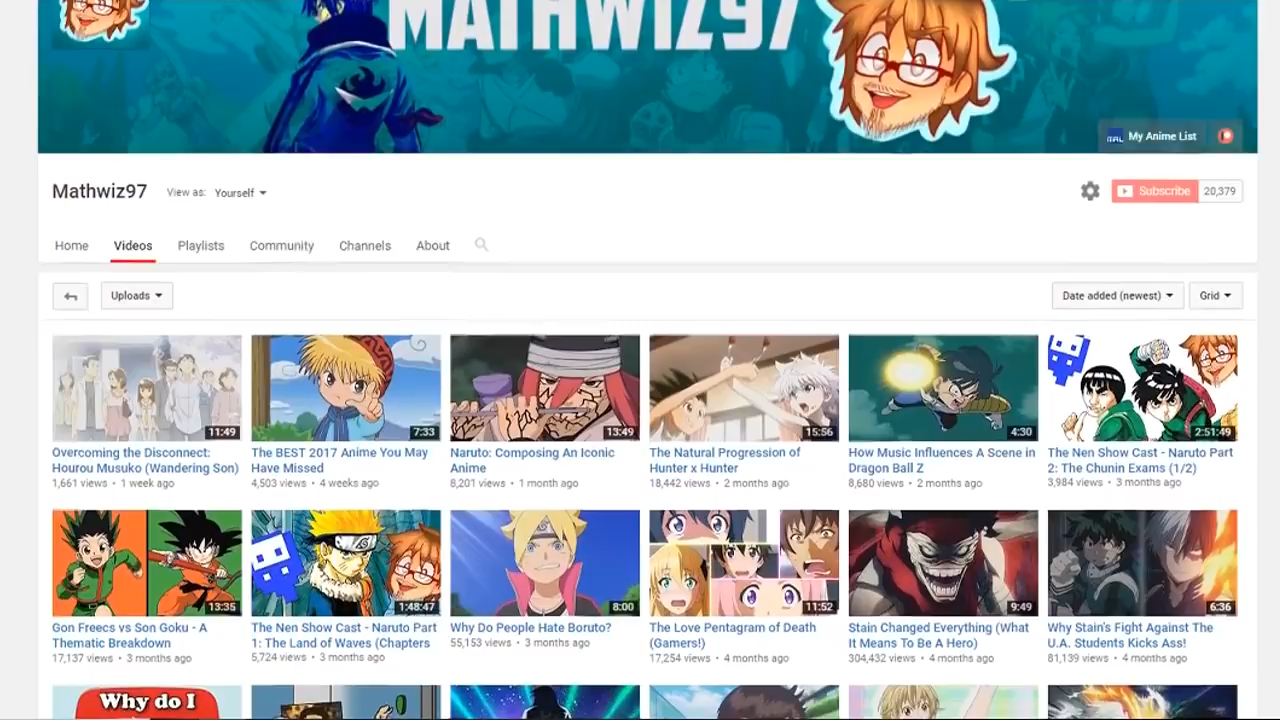 MATHWIZ97
MAL My Anime List
Mathwiz97 View as: Yourself
Subscribe 20,379
Home Videos Playlists Community Channels About
Uploads Date added (newest) Grid
11:49 7:33 13:49 15:56 4:30 2:51:49
Overcoming the Disconnect:
Hourou Musuko (Wandering Son)
1,661 views • 1 week ago
The BEST 2017 Anime You May
Have Missed
4,503 views • 4 weeks ago
Naruto: Composing An Iconic
Anime
8,201 views • 1 month ago
The Natural Progression of
Hunter x Hunter
18,442 views • 2 months ago
How Music Influences A Scene in
Dragon Ball Z
8,680 views • 2 months ago
The Nen Show Cast - Naruto Part
2: The Chunin Exams (1/2)
3,984 views • 3 months ago
13:35 1:48:47 8:00 11:52 9:49 6:36
Gon Freecs vs Son Goku - A
Thematic Breakdown
17,137 views • 3 months ago
The Nen Show Cast - Naruto Part
1: The Land of Waves (Chapters
5,724 views • 3 months ago
Why Do People Hate Boruto?
55,153 views • 3 months ago
The Love Pentagram of Death
(Gamers!)
17,254 views • 4 months ago
Stain Changed Everything (What
It Means To Be A Hero)
304,432 views • 4 months ago
Why Stain's Fight Against The
U.A. Students Kicks Ass!
81,139 views • 4 months ago
Why do I